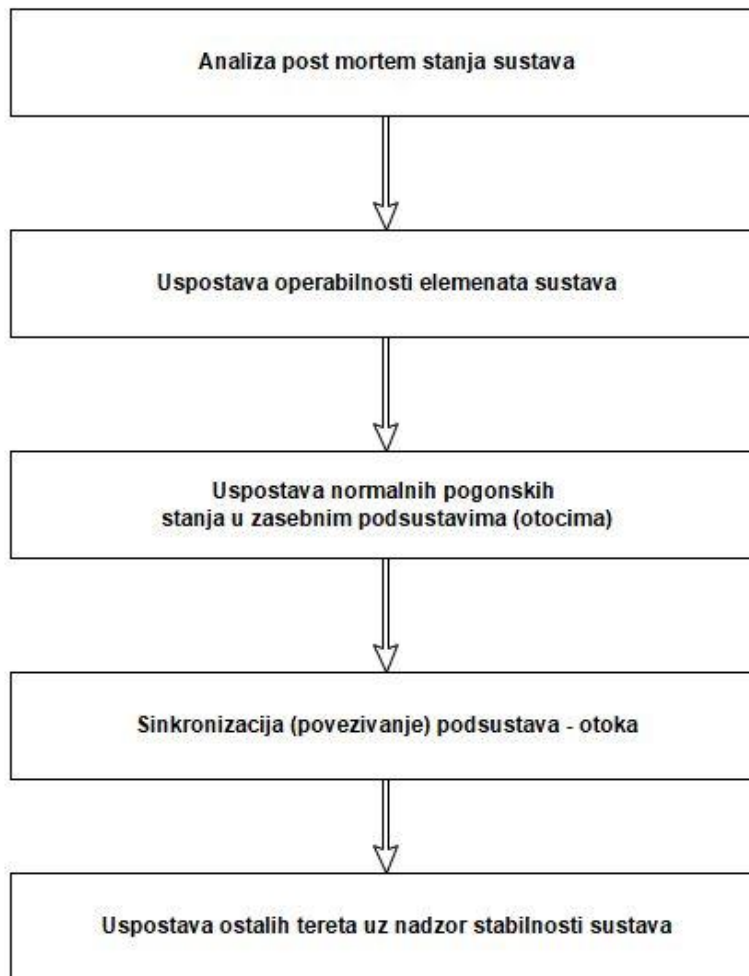 Analiza post mortem stanja sustava
Uspostava operabilnosti elemenata sustava
Uspostava normalnih pogonskih
stanja u zasebnim podsustavima (otocima)
Sinkronizacija (povezivanje) podsustava - otoka
Uspostava ostalih tereta uz nadzor stabilnosti sustava